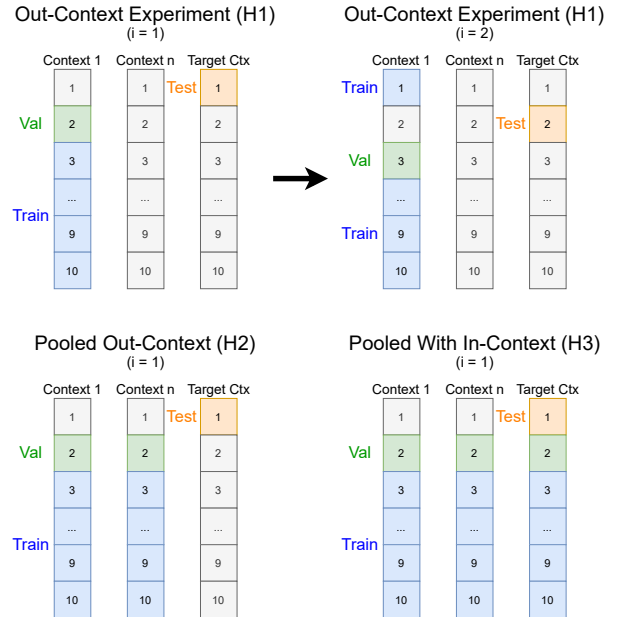 Out-Context Experiment (H1)
(i = 1)
Context 1 Context n Target Ctx
1 1 Test 1
Val 2 2 2
3 3 3
... ... ...
Train
9 9 9
10 10 10
Out-Context Experiment (H1)
(i = 2)
Context 1 Context n Target Ctx
Train 1 1 1
2 2 Test 2
Val 3 3 3
... ... ...
Train 9 9 9
10 10 10
Pooled Out-Context (H2)
(i = 1)
Context 1 Context n Target Ctx
1 1 Test 1
Val 2 2 2
3 3 3
... ... ...
Train
9 9 9
10 10 10
Pooled With In-Context (H3)
(i = 1)
Context 1 Context n Target Ctx
1 1 Test 1
Val 2 2 2
3 3 3
... ... ...
Train
9 9 9
10 10 10